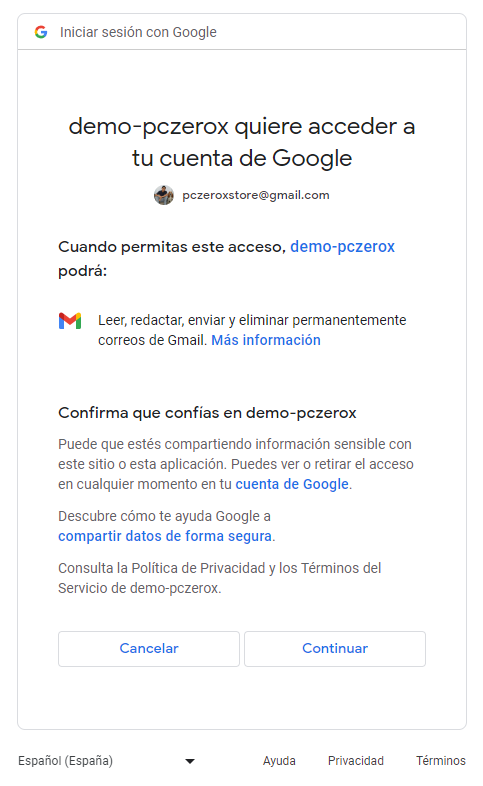 Iniciar sesión con Google
demo-pczerox quiere acceder a
tu cuenta de Google
pczeroxstore@gmail.com
Cuando permitas este acceso, demo-pczerox
podrá:
Leer, redactar, enviar y eliminar permanentemente
correos de Gmail. Más información
Confirma que confías en demo-pczerox
Puede que estés compartiendo información sensible con
este sitio o esta aplicación. Puedes ver o retirar el acceso
en cualquier momento en tu cuenta de Google.
Descubre cómo te ayuda Google a
compartir datos de forma segura.
Consulta la Política de Privacidad y los Términos del
Servicio de demo-pczerox.
Cancelar Continuar
Español (España) Ayuda Privacidad Términos